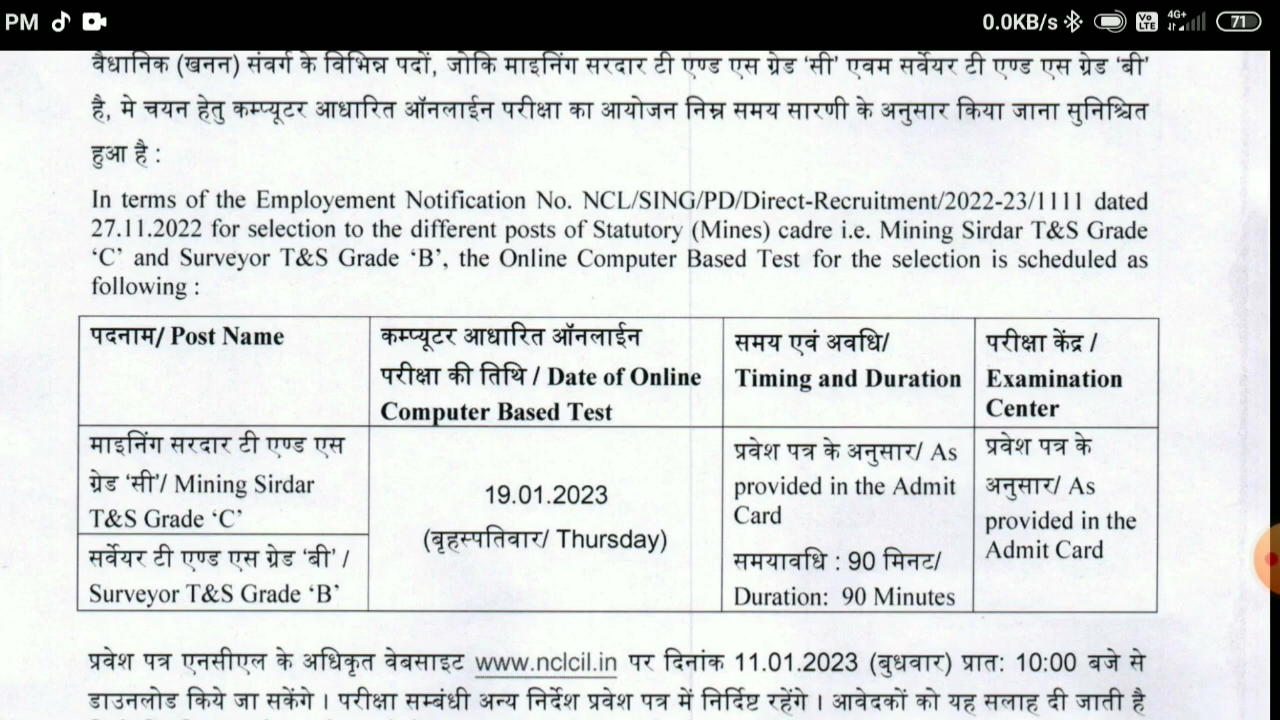 PM 0.0KB/s Vo LTE 4G+ 71
वैधानिक (खनन) संवर्ग के विभिन्न पदों, जोकि माइनिंग सरदार टी एण्ड एस ग्रेड 'सी' एवम सर्वेयर टी एण्ड एस ग्रेड 'बी'
है, मे चयन हेतु कम्प्यूटर आधारित ऑनलाईन परीक्षा का आयोजन निम्न समय सारणी के अनुसार किया जाना सुनिश्चित
हुआ है :
In terms of the Employement Notification No. NCL/SING/PD/Direct-Recruitment/2022-23/1111 dated
27.11.2022 for selection to the different posts of Statutory (Mines) cadre i.e. Mining Sirdar T&S Grade
'C' and Surveyor T&S Grade 'B', the Online Computer Based Test for the selection is scheduled as
following :
पदनाम/ Post Name
कम्प्यूटर आधारित ऑनलाईन
परीक्षा की तिथि / Date of Online
Computer Based Test
समय एवं अवधि/
Timing and Duration
परीक्षा केंद्र /
Examination
Center
माइनिंग सरदार टी एण्ड एस
ग्रेड 'सी'/ Mining Sirdar
T&S Grade 'C'
19.01.2023
(बृहस्पतिवार/ Thursday)
प्रवेश पत्र के अनुसार/ As
provided in the Admit
Card
समयावधि : 90 मिनट/
Duration: 90 Minutes
प्रवेश पत्र के
अनुसार/ As
provided in the
Admit Card
सर्वेयर टी एण्ड एस ग्रेड 'बी' /
Surveyor T&S Grade 'B'
प्रवेश पत्र एनसीएल के अधिकृत वेबसाइट www.nclcil.in पर दिनांक 11.01.2023 (बुधवार) प्रात: 10:00 बजे से
डाउनलोड किये जा सकेंगे । परीक्षा सम्बंधी अन्य निर्देश प्रवेश पत्र में निर्दिष्ट रहेंगे । आवेदकों को यह सलाह दी जाती है